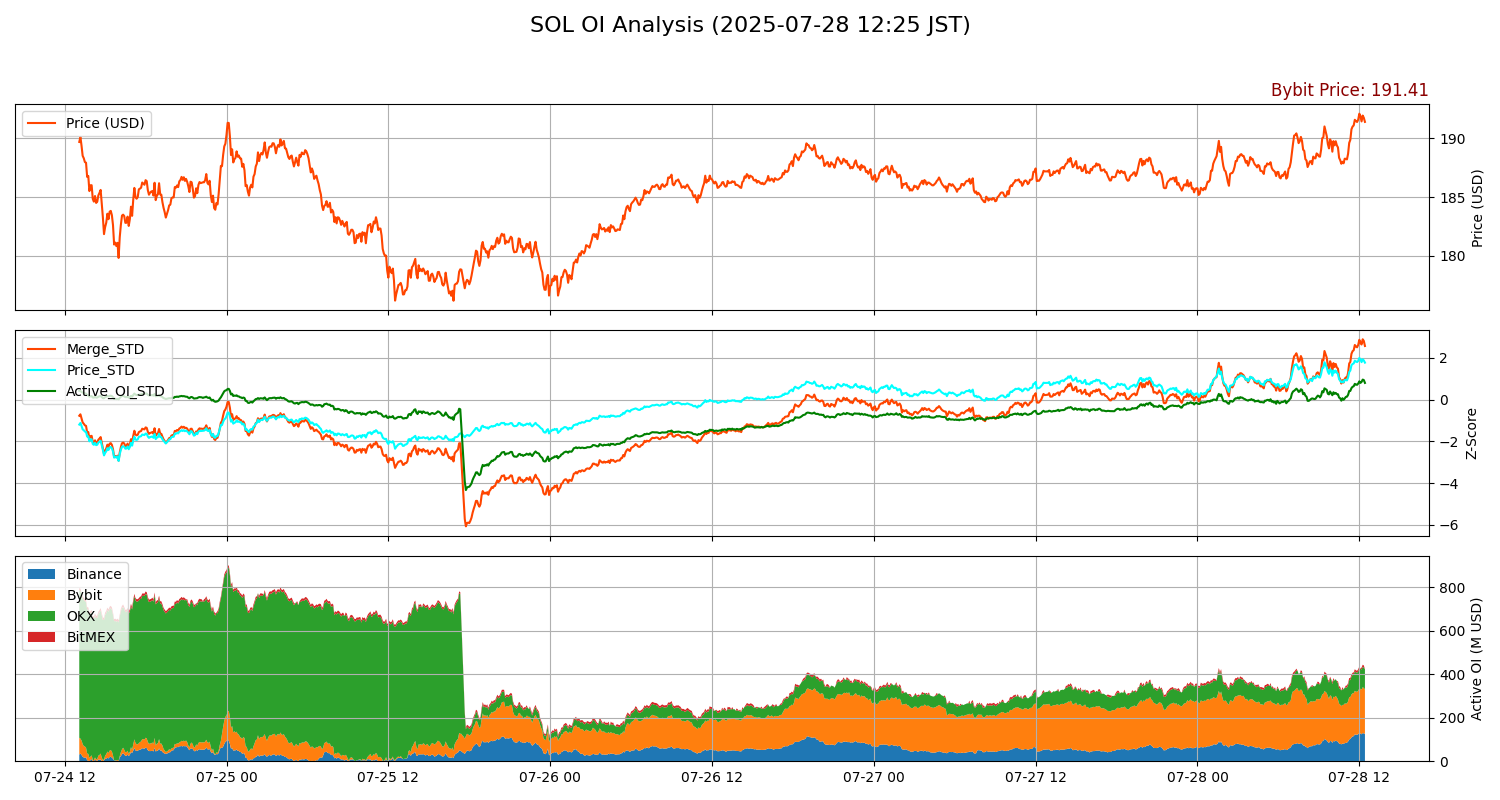 SOL OI Analysis (2025-07-28 12:25 JST)
Bybit Price: 191.41
Price (USD)
190
185
180
Price (USD)
Merge_STD
Price_STD
Active_OI_STD
2
0
−2
−4
−6
Z-Score
Binance
Bybit
OKX
BitMEX
800
600
400
200
0
Active OI (M USD)
07-24 12
07-25 00
07-25 12
07-26 00
07-26 12
07-27 00
07-27 12
07-28 00
07-28 12